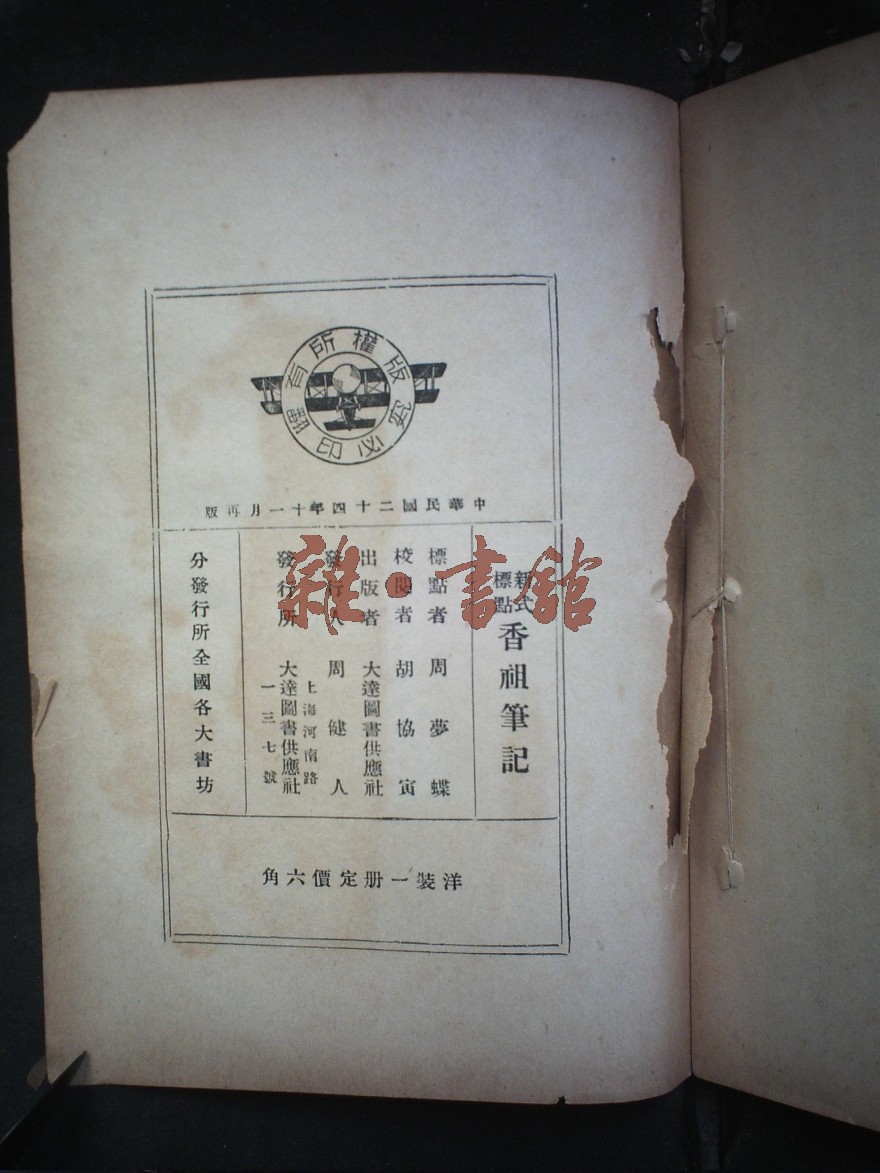 版權所有
翻印必究
中華民國二十四年十一月再版
新式標點
香祖筆記
標點者 周夢蝶
校閱者 胡協寅
出版者 大達圖書供應社
發行人 周健人
上海河南路
發行所 大達圖書供應社
一三七號
分發行所全國各大書坊
洋裝一册定價六角
雜·書館